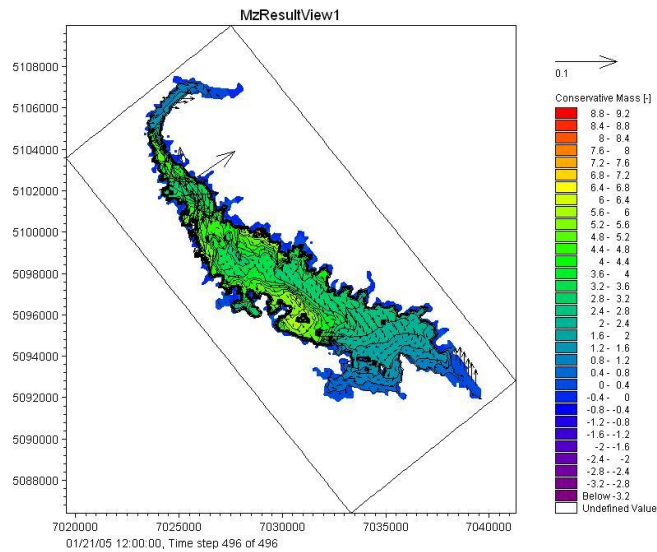 MzResultView1
5108000
5106000
5104000
5102000
5100000
5098000
5096000
5094000
5092000
5090000
5088000
7020000 7025000 7030000 7035000 7040000
01/21/05 12:00:00, Time step 496 of 496
0.1
Conservative Mass [-]
8.8 - 9.2
8.4 - 8.8
8 - 8.4
7.6 - 8
7.2 - 7.6
6.8 - 7.2
6.4 - 6.8
6 - 6.4
5.6 - 6
5.2 - 5.6
4.8 - 5.2
4.4 - 4.8
4 - 4.4
3.6 - 4
3.2 - 3.6
2.8 - 3.2
2.4 - 2.8
2 - 2.4
1.6 - 2
1.2 - 1.6
0.8 - 1.2
0.4 - 0.8
0 - 0.4
-0.4 - 0
-0.8 - -0.4
-1.2 - -0.8
-1.6 - -1.2
-2 - -1.6
-2.4 - -2
-2.8 - -2.4
-3.2 - -2.8
Below -3.2
Undefined Value